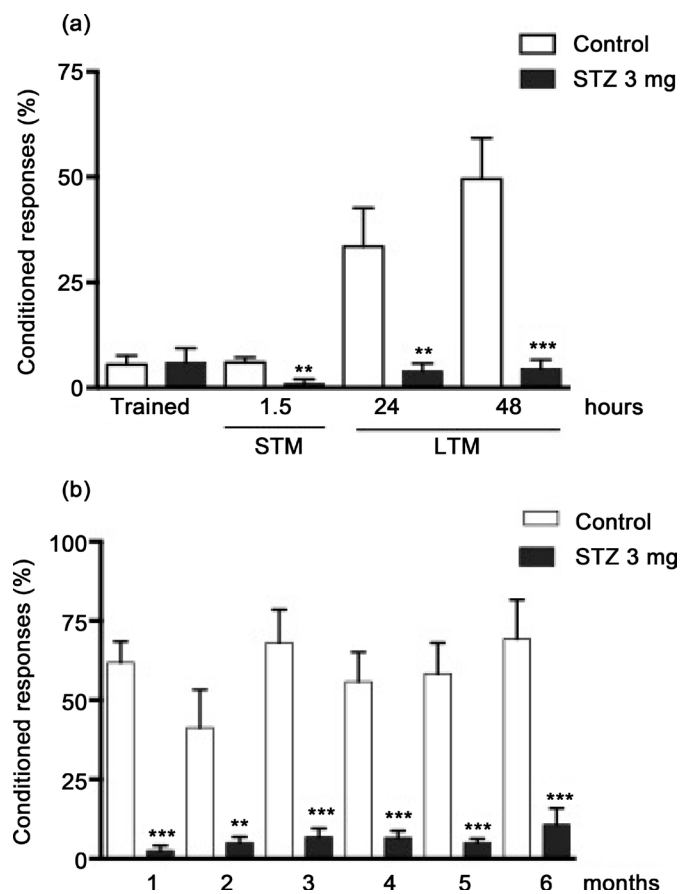 (a)
Control
STZ 3 mg
Conditioned responses (%)
75
50
25
0
** ** ***
Trained 1.5 24 48 hours
STM LTM
(b)
Control
STZ 3 mg
Conditioned responses (%)
100
75
50
25
0
*** ** *** *** *** ***
1 2 3 4 5 6 months